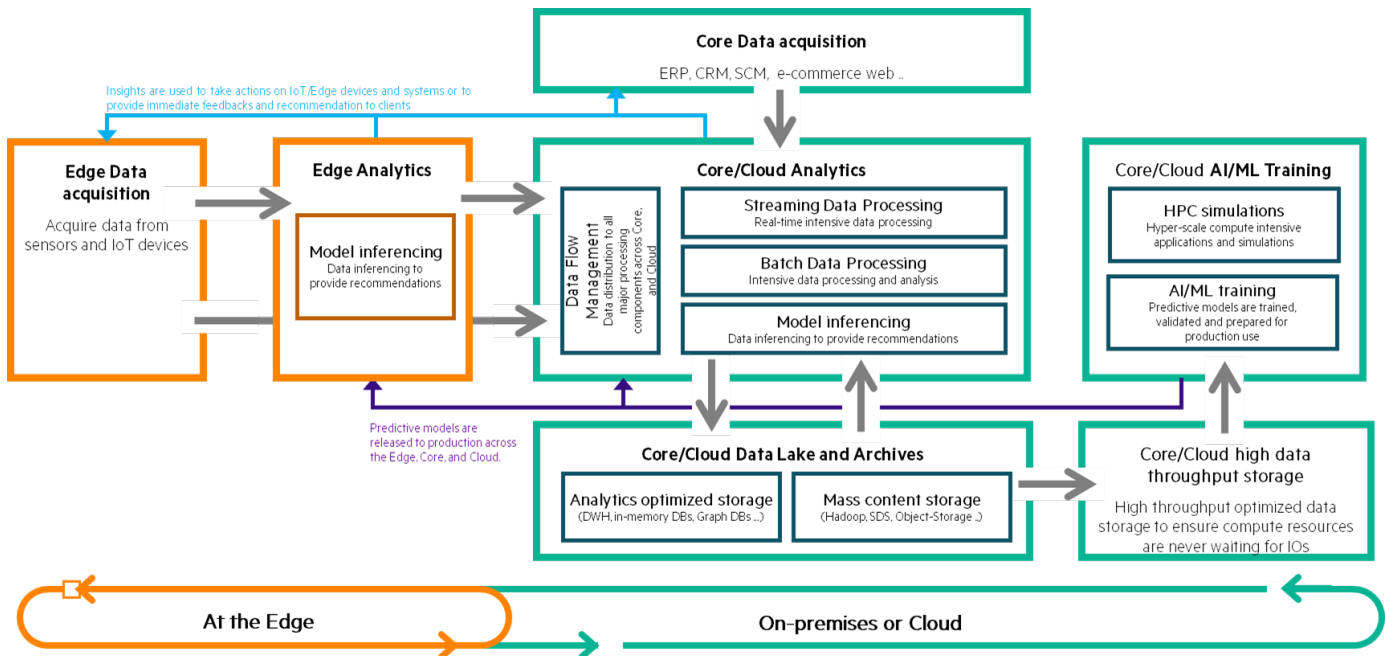 Core Data acquisition
ERP, CRM, SCM,  e-commerce web ..
Insights are used to take actions on IoT/Edge devices and systems or to
provide immediate feedbacks and recommendation to clients
Edge Data
acquisition
Acquire data from
sensors and IoT devices
Edge Analytics
Model inferencing
Data inferencing to
provide recommendations
Core/Cloud Analytics
Data Flow
Management
Data distribution to all
major processing
components across Core,
and Cloud
Streaming Data Processing
Real-time intensive data processing
Batch Data Processing
Intensive data processing and analysis
Model inferencing
Data inferencing to provide recommendations
Core/Cloud AI/ML Training
HPC simulations
Hyper-scale compute intensive
applications and simulations
AI/ML training
Predictive models are trained,
validated and prepared for
production use
Predictive models are
released to production across
the Edge, Core, and Cloud.
Core/Cloud Data Lake and Archives
Analytics optimized storage
(DWH, in-memory DBs, Graph DBs ...)
Mass content storage
(Hadoop, SDS, Object-Storage ..)
Core/Cloud high data
throughput storage
High throughput optimized data
storage to ensure compute resources
are never waiting for IOs
At the Edge
On-premises or Cloud